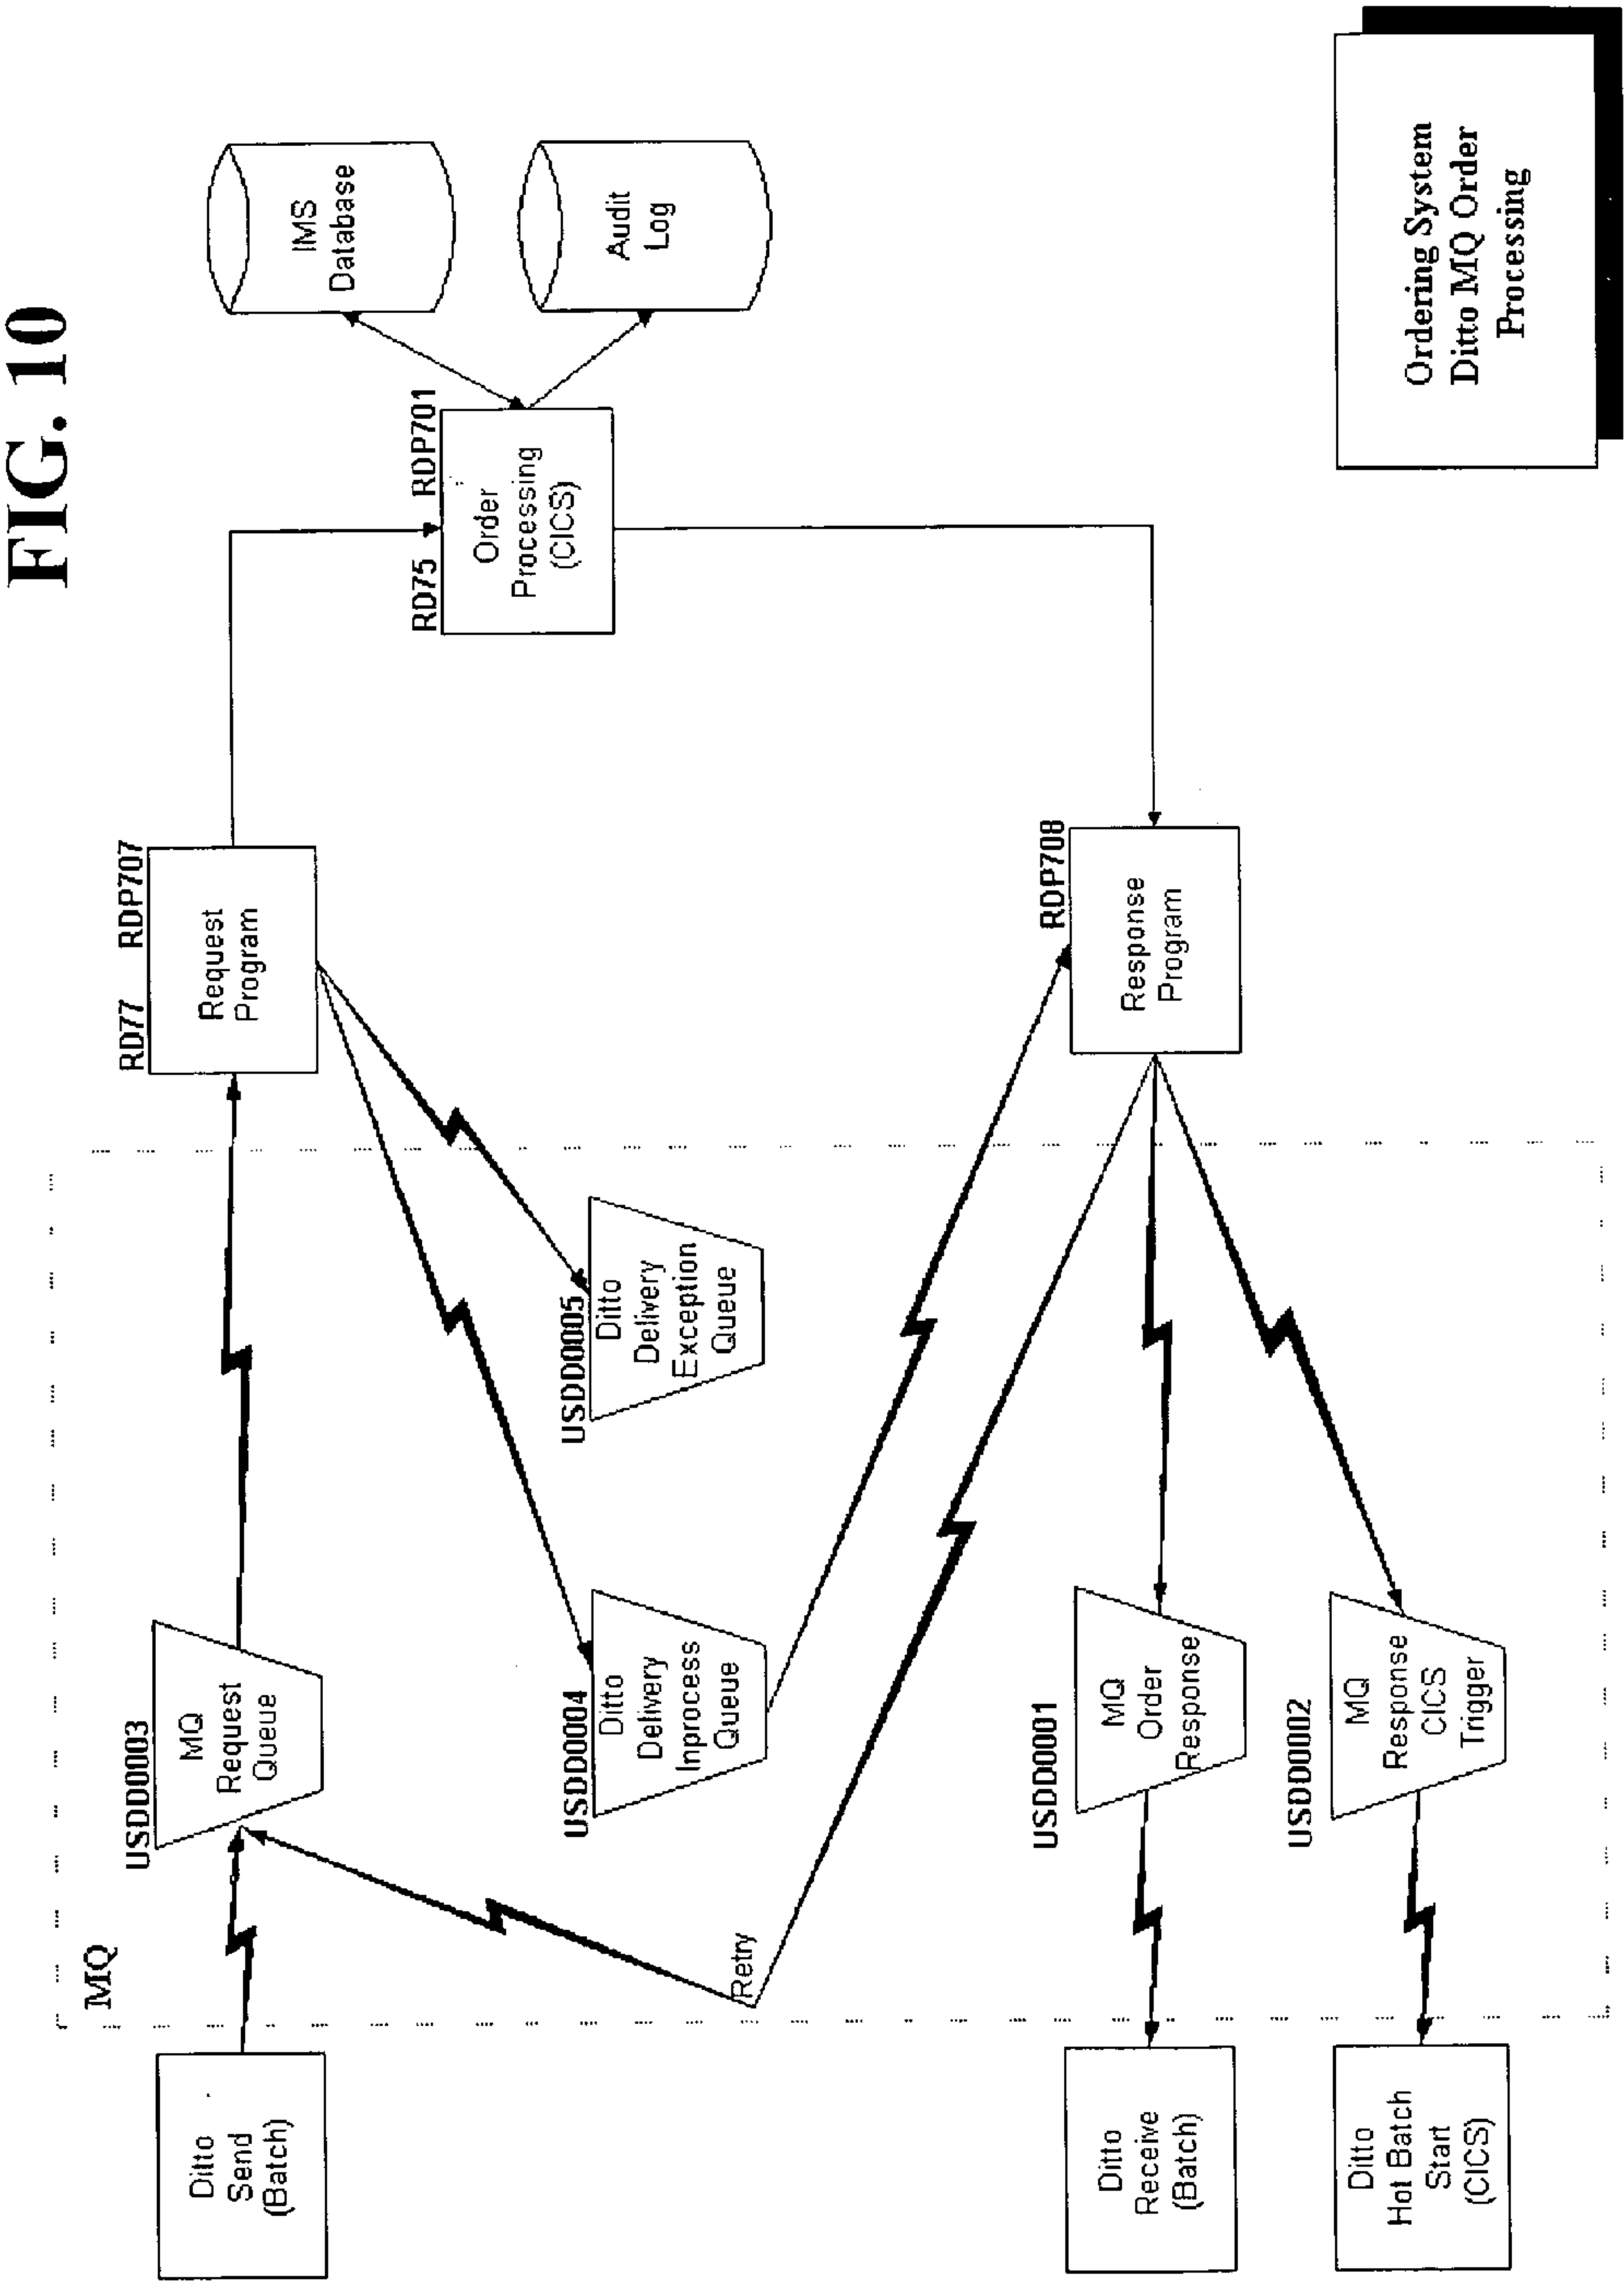 FIG. 10
MQ
Ditto
Send
(Batch)
USDD0003
MQ
Request
Queue
RD77 RDP707
Request
Program
RD75 RDP701
Order
Processing
(CICS)
IMS
Database
Audit
Log
USDD0004
Ditto
Delivery
Inprocess
Queue
USDD0005
Ditto
Delivery
Exception
Queue
Retry
RDP708
Response
Program
Ditto
Receive
(Batch)
USDD0001
MQ
Order
Response
Ditto
Hot Batch
Start
(CICS)
USDD0002
MQ
Response
CICS
Trigger
Ordering System
Ditto MQ Order
Processing